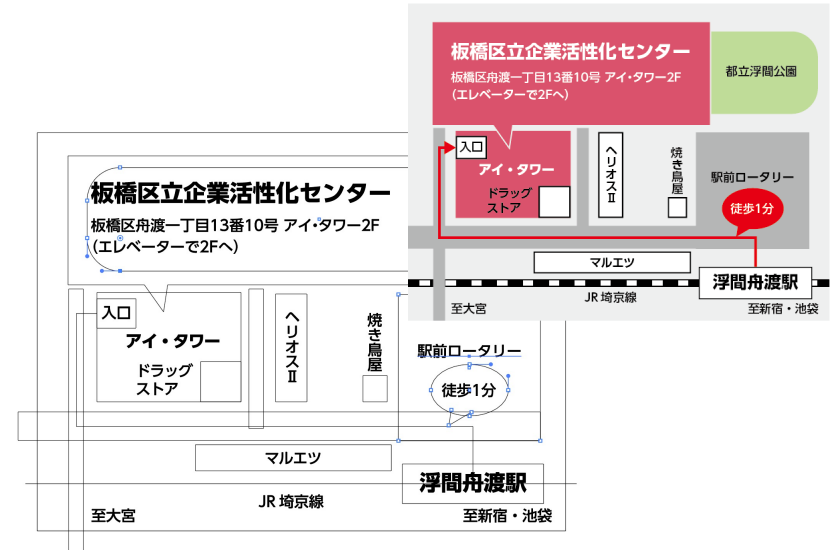 板橋区立企業活性化センター
板橋区舟渡一丁目13番10号 アイ・タワー2F
(エレベーターで2Fへ)
都立浮間公園
入口
アイ・タワー
ドラッグ
ストア
ヘリオスⅡ
焼き鳥屋
駅前ロータリー
徒歩1分
マルエツ
浮間舟渡駅
JR 埼京線
至大宮
至新宿・池袋
板橋区立企業活性化センター
板橋区舟渡一丁目13番10号 アイ・タワー2F
(エレベーターで2Fへ)
入口
アイ・タワー
ドラッグ
ストア
ヘリオスⅡ
焼き鳥屋
駅前ロータリー
徒歩1分
マルエツ
浮間舟渡駅
JR 埼京線
至大宮
至新宿・池袋